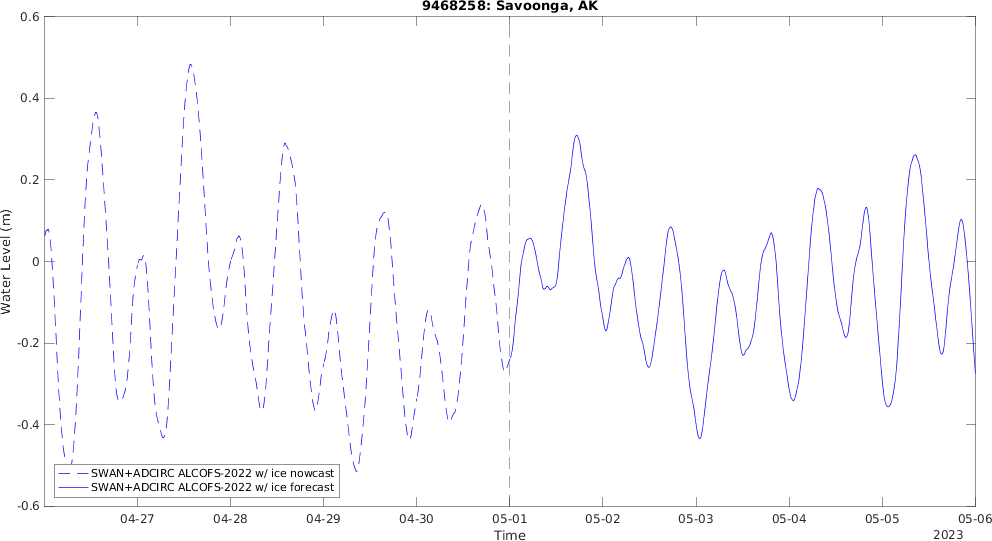 9468258: Savoonga, AK
0.6
0.4
0.2
0
-0.2
-0.4
-0.6
Water Level (m)
SWAN+ADCIRC ALCOFS-2022 w/ ice nowcast
SWAN+ADCIRC ALCOFS-2022 w/ ice forecast
04-27 04-28 04-29 04-30 05-01 05-02 05-03 05-04 05-05 05-06
Time
2023